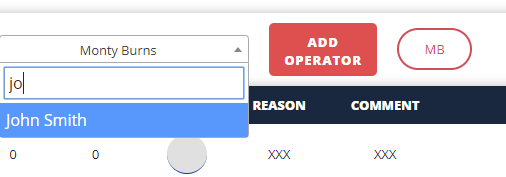 Monty Burns
ADD
OPERATOR
MB
jo
John Smith
REASON COMMENT
0 0 XXX XXX